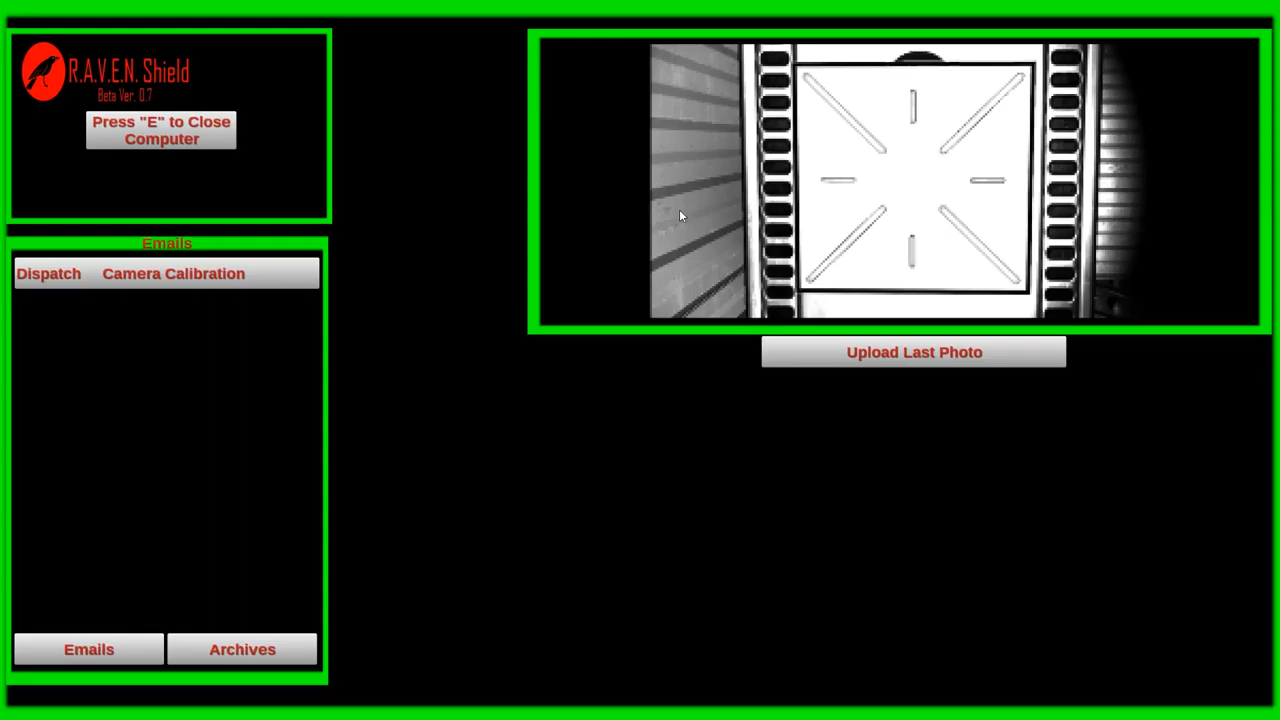 R.A.V.E.N. Shield
Beta Ver. 0.7
Press "E" to Close
Computer
Emails
Dispatch Camera Calibration
Emails Archives
Upload Last Photo